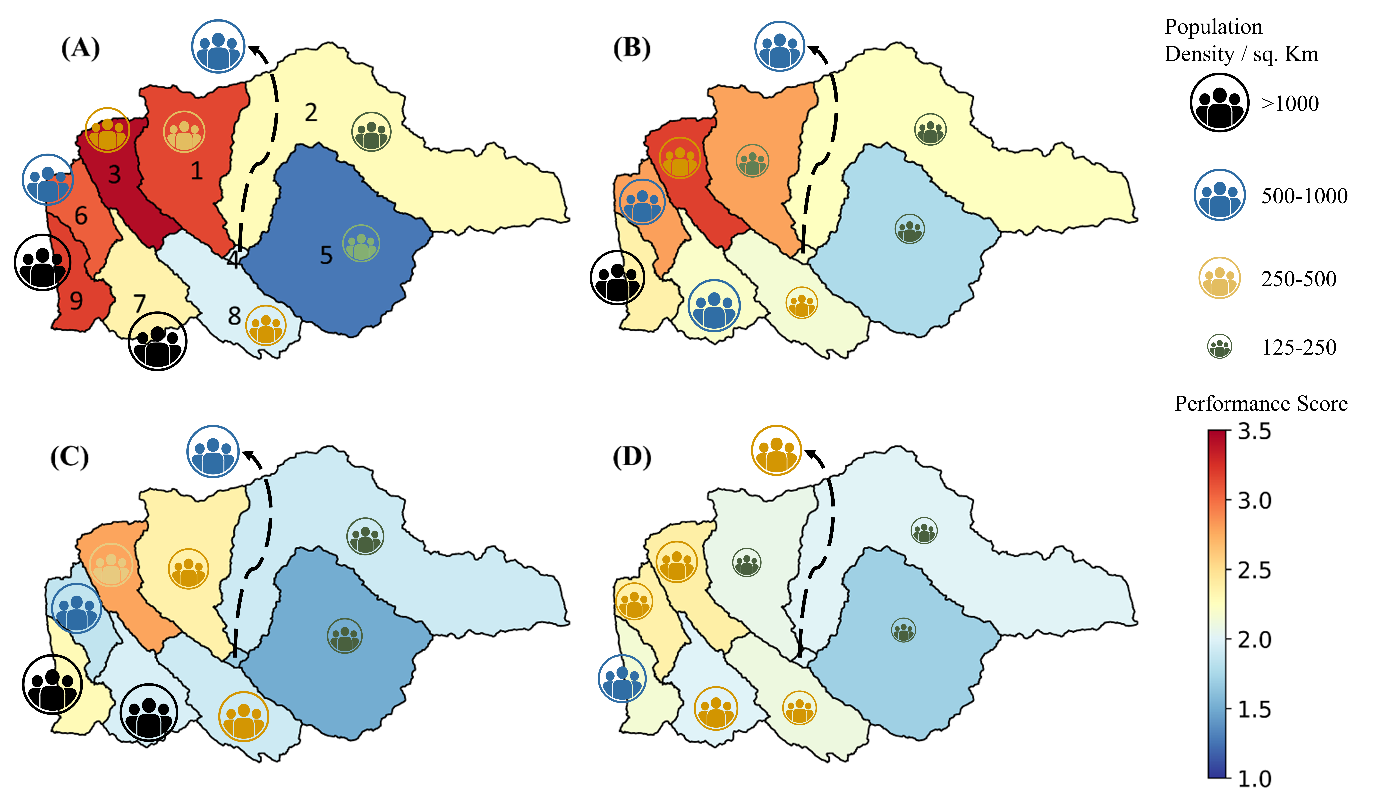 (A)
(B)
Population
Density / sq. Km
>1000
500-1000
250-500
125-250
2
3
1
6
4
5
9
7
8
(C)
(D)
Performance Score
3.5
3.0
2.5
2.0
1.5
1.0